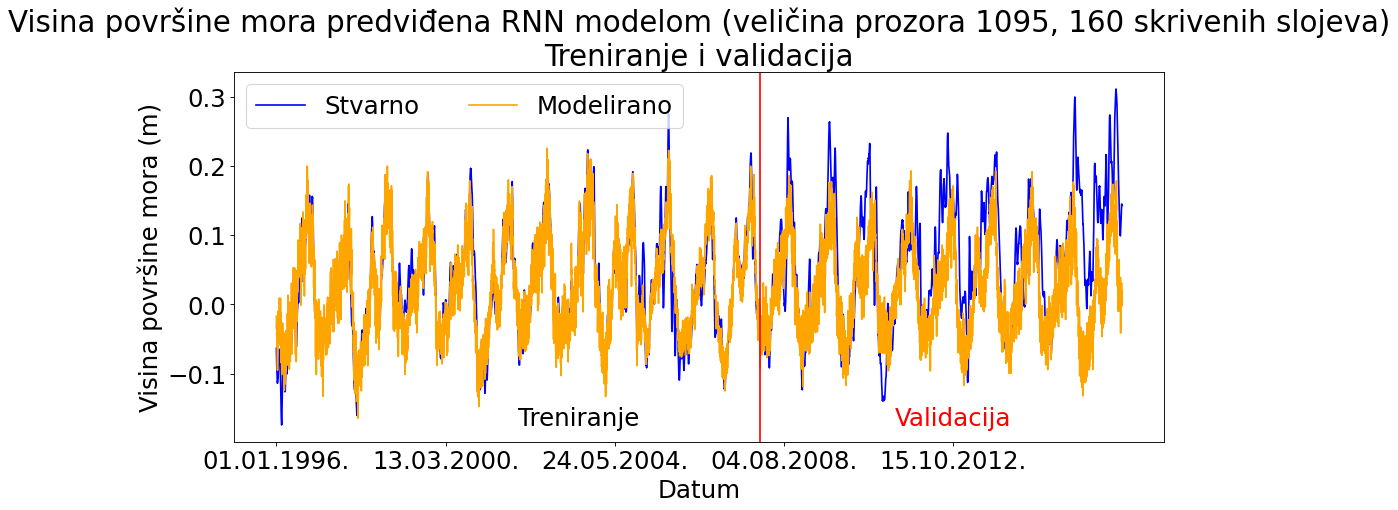 Visina površine mora predviđena RNN modelom (veličina prozora 1095, 160 skrivenih slojeva)
Treniranje i validacija
Stvarno Modelirano
Visina površine mora (m)
0.3
0.2
0.1
0.0
−0.1
Treniranje Validacija
01.01.1996. 13.03.2000. 24.05.2004. 04.08.2008. 15.10.2012.
Datum